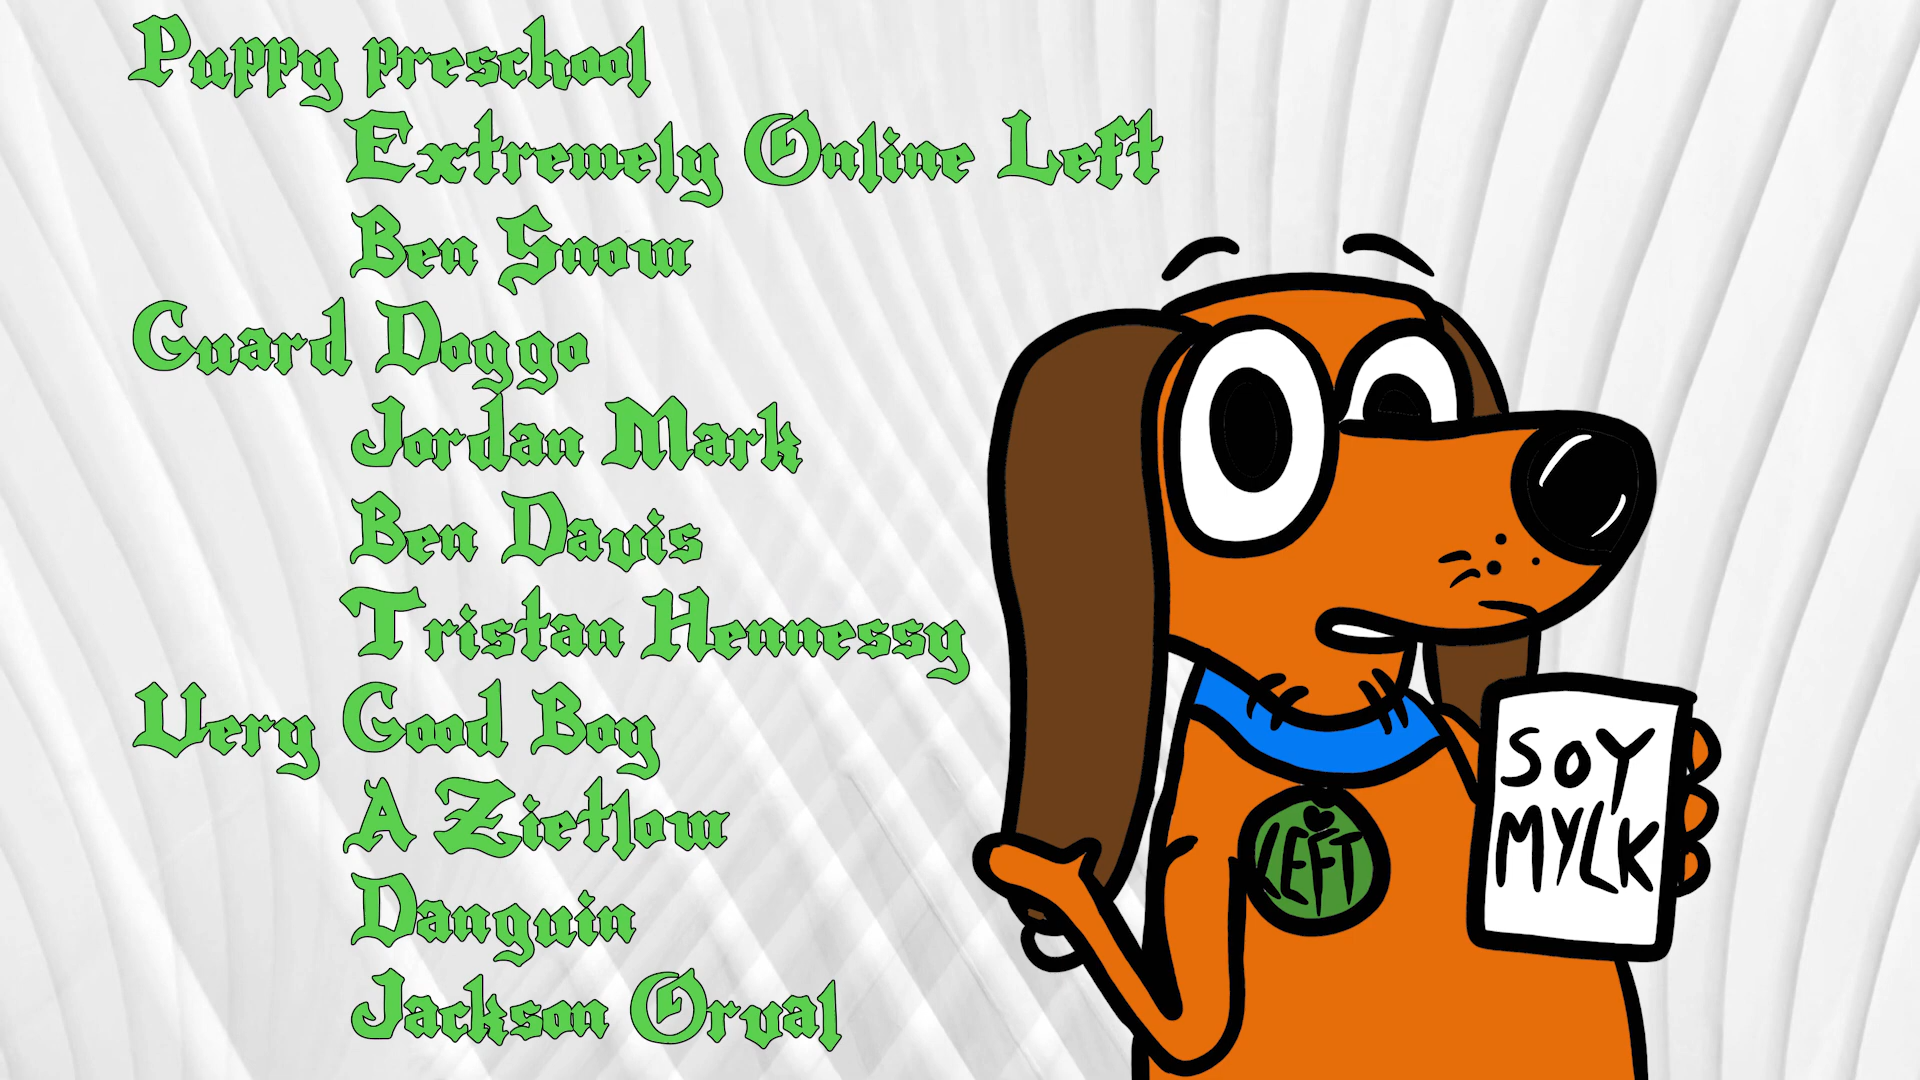 Puppy preschool
Extremely Online Left
Ben Snow
Guard Doggo
Jordan Mark
Ben Davis
Tristan Hennessy
Very Good Boy
A Zietlow
Danguin
Jackson Orval
LEFT
SOY
MYLK